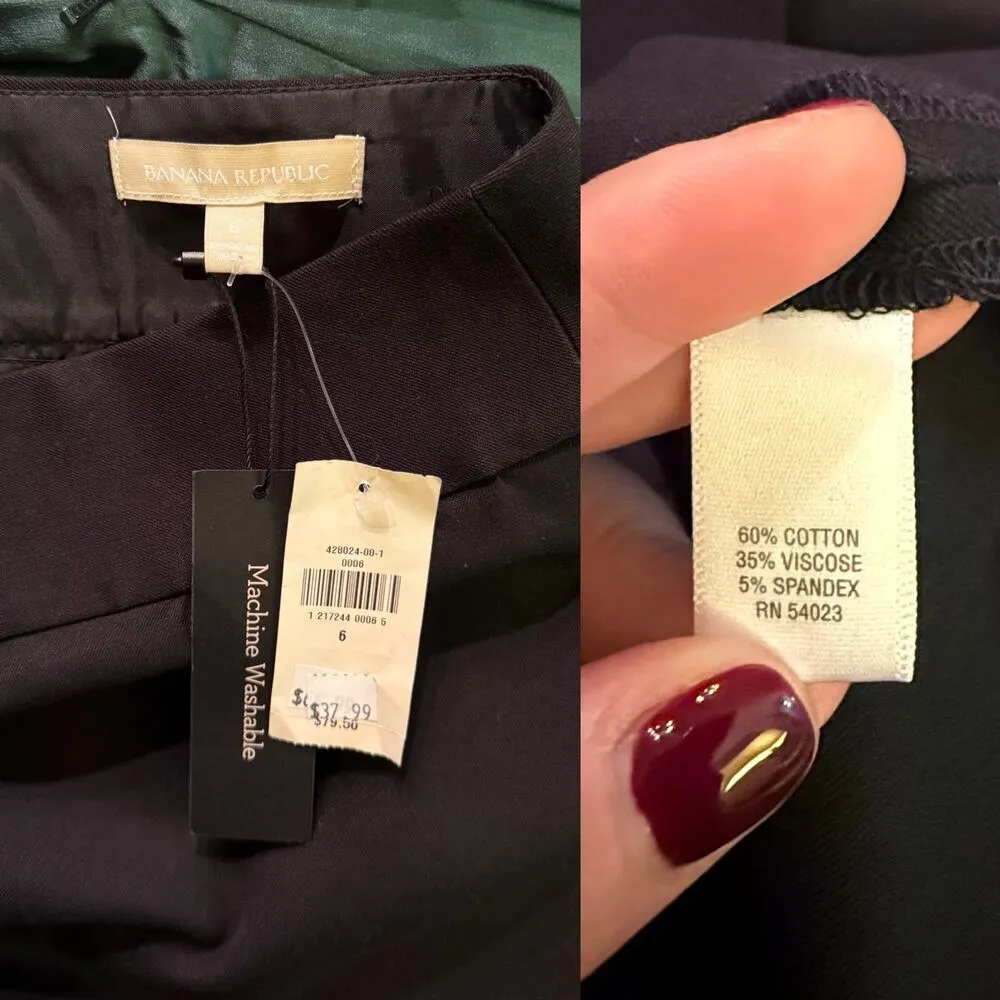 BANANA REPUBLIC
6
Machine Washable
428024-00-1
0006
1 217244 0006 5
6
$37.99
$79.50
60% COTTON
35% VISCOSE
5% SPANDEX
RN 54023